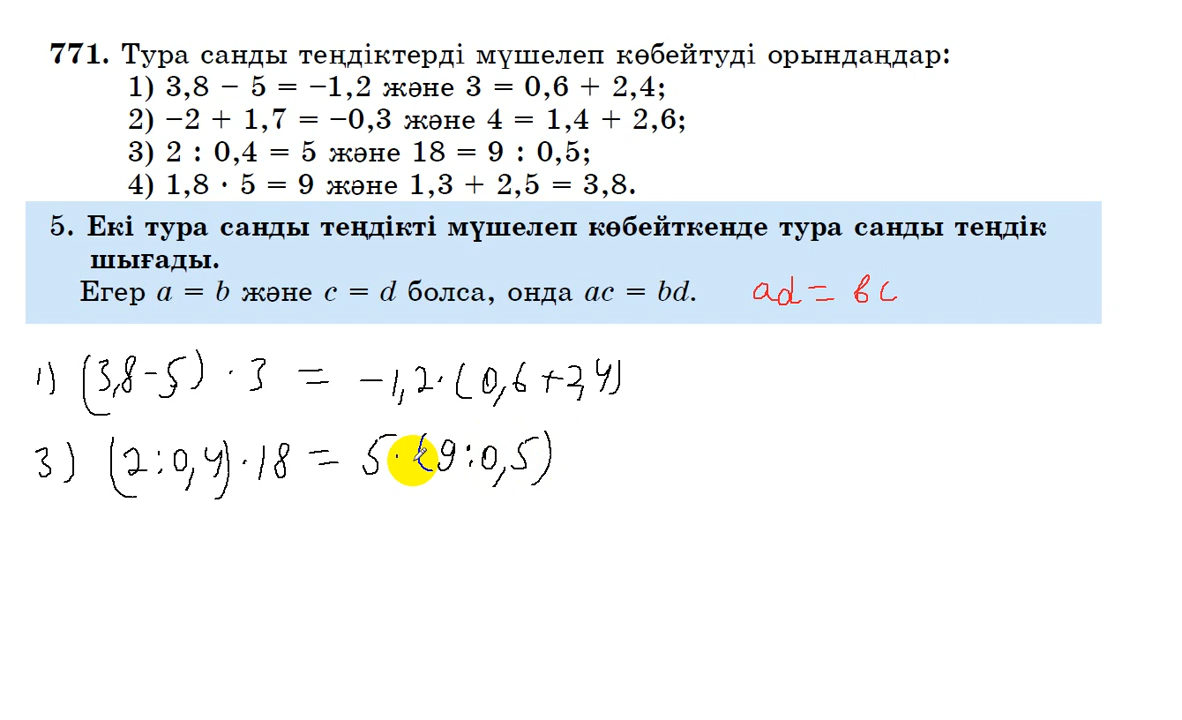 771. Тура санды теңдіктерді мүшелеп көбейтуді орындаңдар:
1) 3,8 − 5 = −1,2 және 3 = 0,6 + 2,4;
2) −2 + 1,7 = −0,3 және 4 = 1,4 + 2,6;
3) 2 : 0,4 = 5 және 18 = 9 : 0,5;
4) 1,8 · 5 = 9 және 1,3 + 2,5 = 3,8.
5. Екі тура санды теңдікті мүшелеп көбейткенде тура санды теңдік
шығады.
Егер a = b және c = d болса, онда ac = bd. ad = bc
1) (3,8-5) · 3 = -1,2 · (0,6+2,4)
3) (2:0,4) · 18 = 5 · (9:0,5)